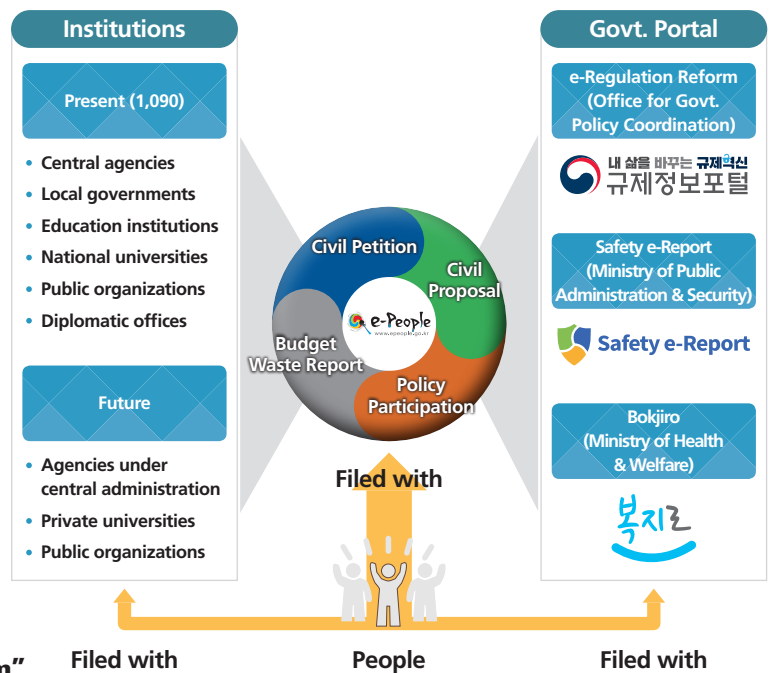 Institutions
Present (1,090)
• Central agencies
• Local governments
• Education institutions
• National universities
• Public organizations
• Diplomatic offices
Future
• Agencies under
central administration
• Private universities
• Public organizations
Civil Petition
Civil
Proposal
e-People
www.epeople.go.kr
Budget
Waste Report
Policy
Participation
Filed with
Govt. Portal
e-Regulation Reform
(Office for Govt.
Policy Coordination)
내 삶을 바꾸는 규제혁신
규제정보포털
Safety e-Report
(Ministry of Public
Administration & Security)
Safety e-Report
Bokjiro
(Ministry of Health
& Welfare)
복지로
Filed with
People
Filed with